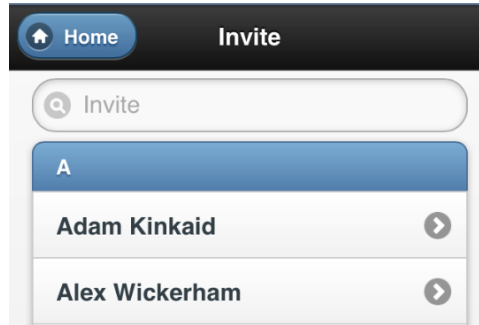 Home Invite
Invite
A
Adam Kinkaid
Alex Wickerham